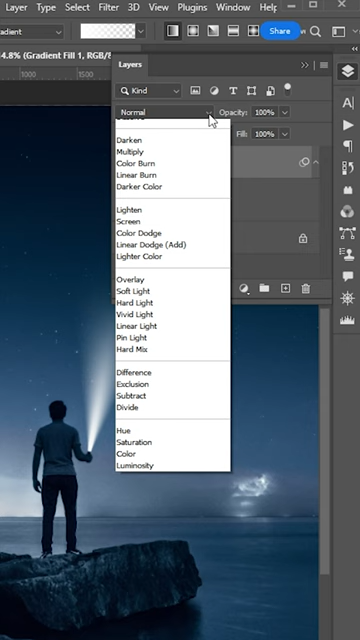 Layer Type Select Filter 3D View Plugins Window Help
adient
Share
4.8% (Gradient Fill 1, RGB/8
1000 1500
Layers
Kind
Normal Opacity: 100%
Fill: 100%
Darken
Multiply
Color Burn
Linear Burn
Darker Color
Lighten
Screen
Color Dodge
Linear Dodge (Add)
Lighter Color
Overlay
Soft Light
Hard Light
Vivid Light
Linear Light
Pin Light
Hard Mix
Difference
Exclusion
Subtract
Divide
Hue
Saturation
Color
Luminosity